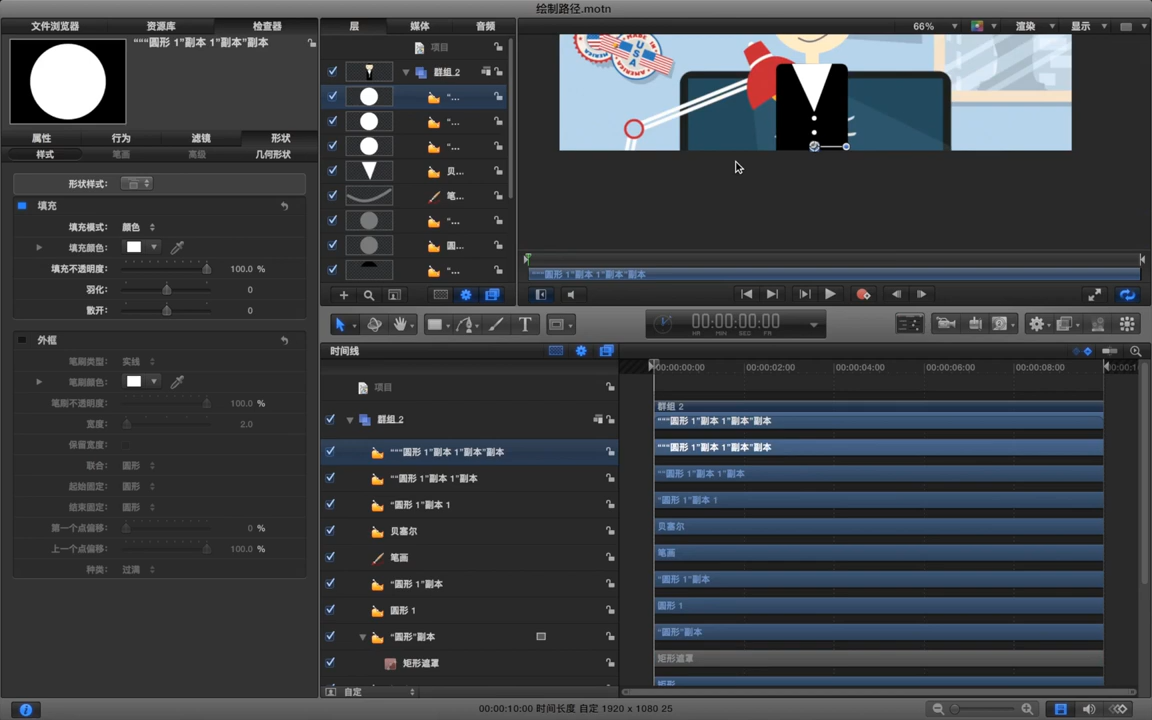 绘制路径.motn
文件浏览器 资源库 检查器
层 媒体 音频
66% 渲染 显示
"""圆形 1"副本 1"副本"副本
项目
群组 2
"...
"...
"...
贝...
笔...
"...
圆...
"...
MADE IN
USA
AMERICA
属性 行为 滤镜 形状
样式 笔画 高级 几何形状
形状样式:
填充
填充模式: 颜色
填充颜色:
填充不透明度: 100.0 %
羽化: 0
散开: 0
外框
笔刷类型: 实线
笔刷颜色:
笔刷不透明度: 100.0 %
宽度: 2.0
保留宽度:
联合: 圆形
起始固定: 圆形
结束固定: 圆形
第一个点偏移: 0 %
上一个点偏移: 100.0 %
种类: 过满
"""圆形 1"副本 1"副本"副本
T
00:00:00:00
HR MIN SEC FR
时间线
00:00:00:00 00:00:02:00 00:00:04:00 00:00:06:00 00:00:08:00
项目
群组 2
"""圆形 1"副本 1"副本"副本
""圆形 1"副本 1"副本
"圆形 1"副本 1
贝塞尔
笔画
"圆形 1"副本
圆形 1
"圆形"副本
矩形遮罩
群组 2
"""圆形 1"副本 1"副本"副本
"""圆形 1"副本 1"副本"副本
""圆形 1"副本 1"副本
"圆形 1"副本 1
贝塞尔
笔画
"圆形 1"副本
圆形 1
"圆形"副本
矩形遮罩
矩形
自定
00:00:10:00 时间长度 自定 1920 x 1080 25